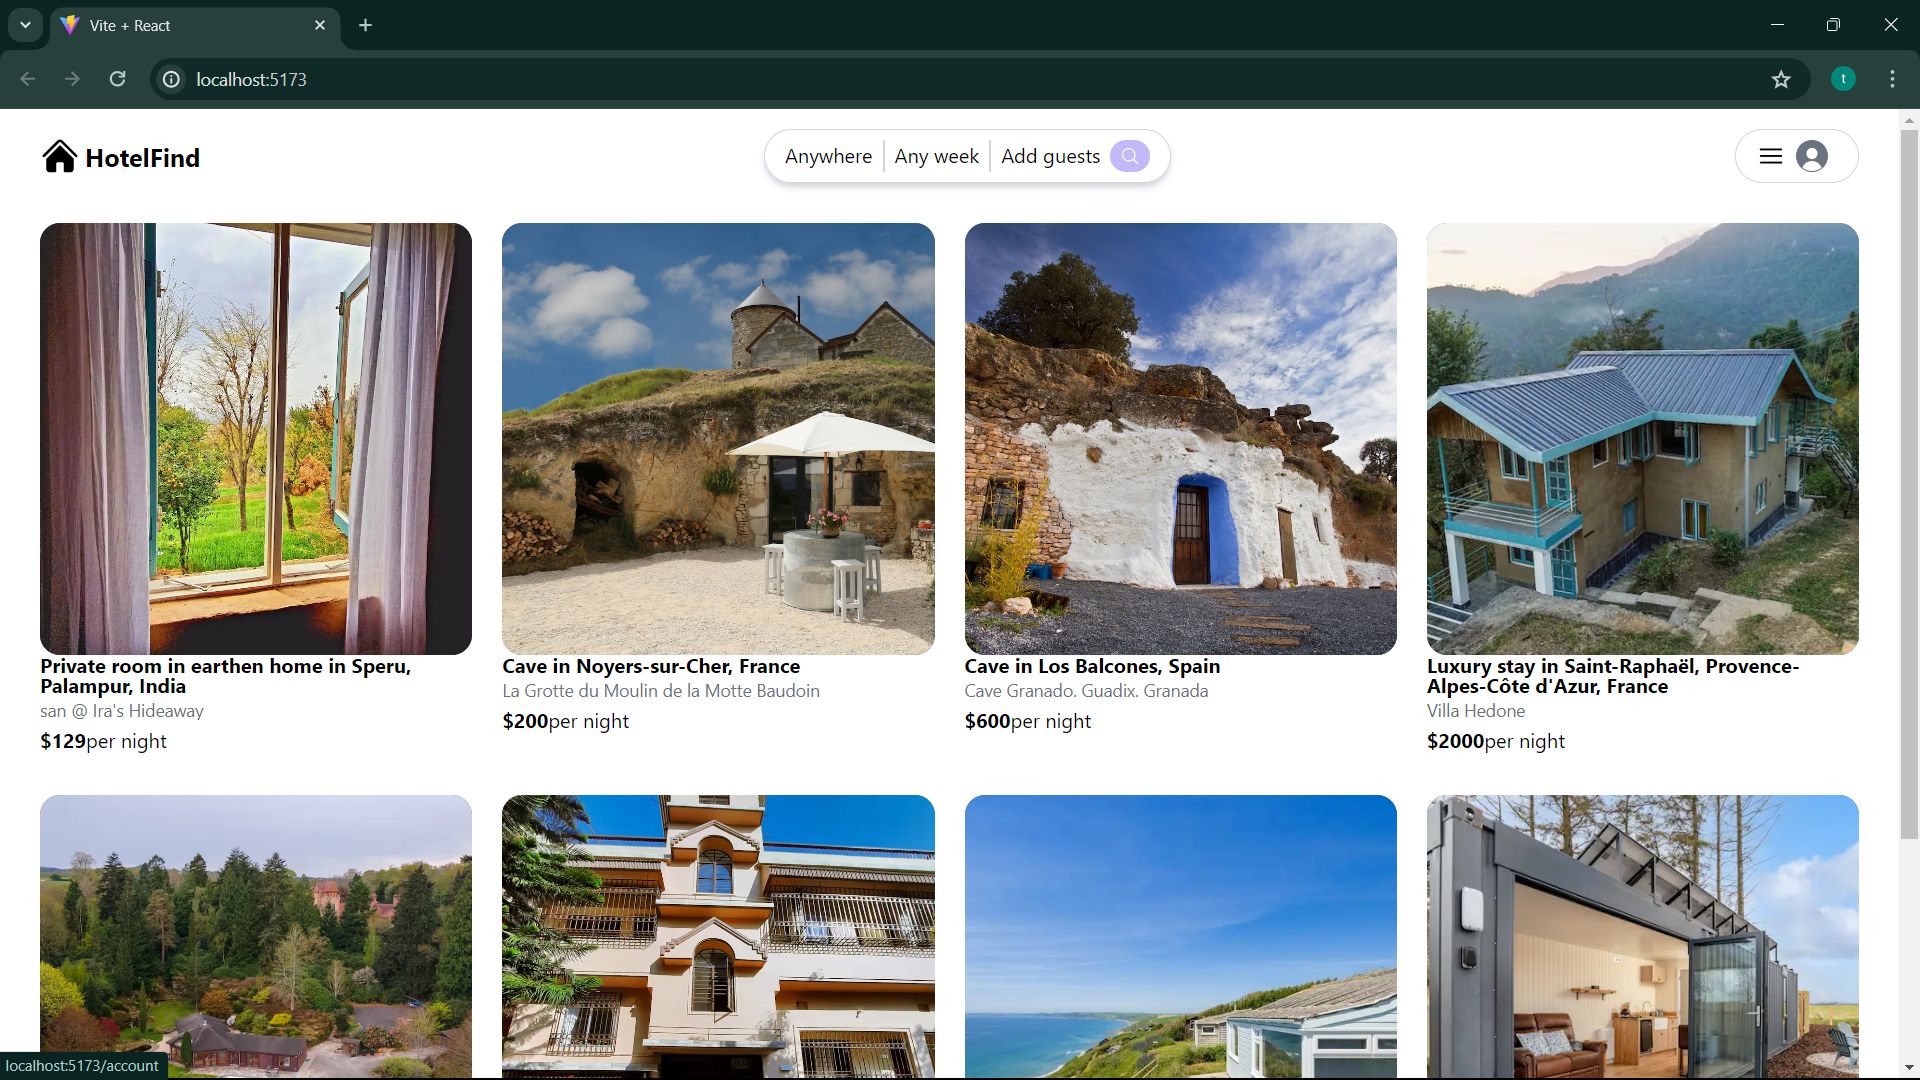 Vite + React
localhost:5173
t
HotelFind
Anywhere
Any week
Add guests
Private room in earthen home in Speru,
Palampur, India
san @ Ira's Hideaway
$129per night
Cave in Noyers-sur-Cher, France
La Grotte du Moulin de la Motte Baudoin
$200per night
Cave in Los Balcones, Spain
Cave Granado. Guadix. Granada
$600per night
Luxury stay in Saint-Raphaël, Provence-
Alpes-Côte d'Azur, France
Villa Hedone
$2000per night
localhost:5173/account